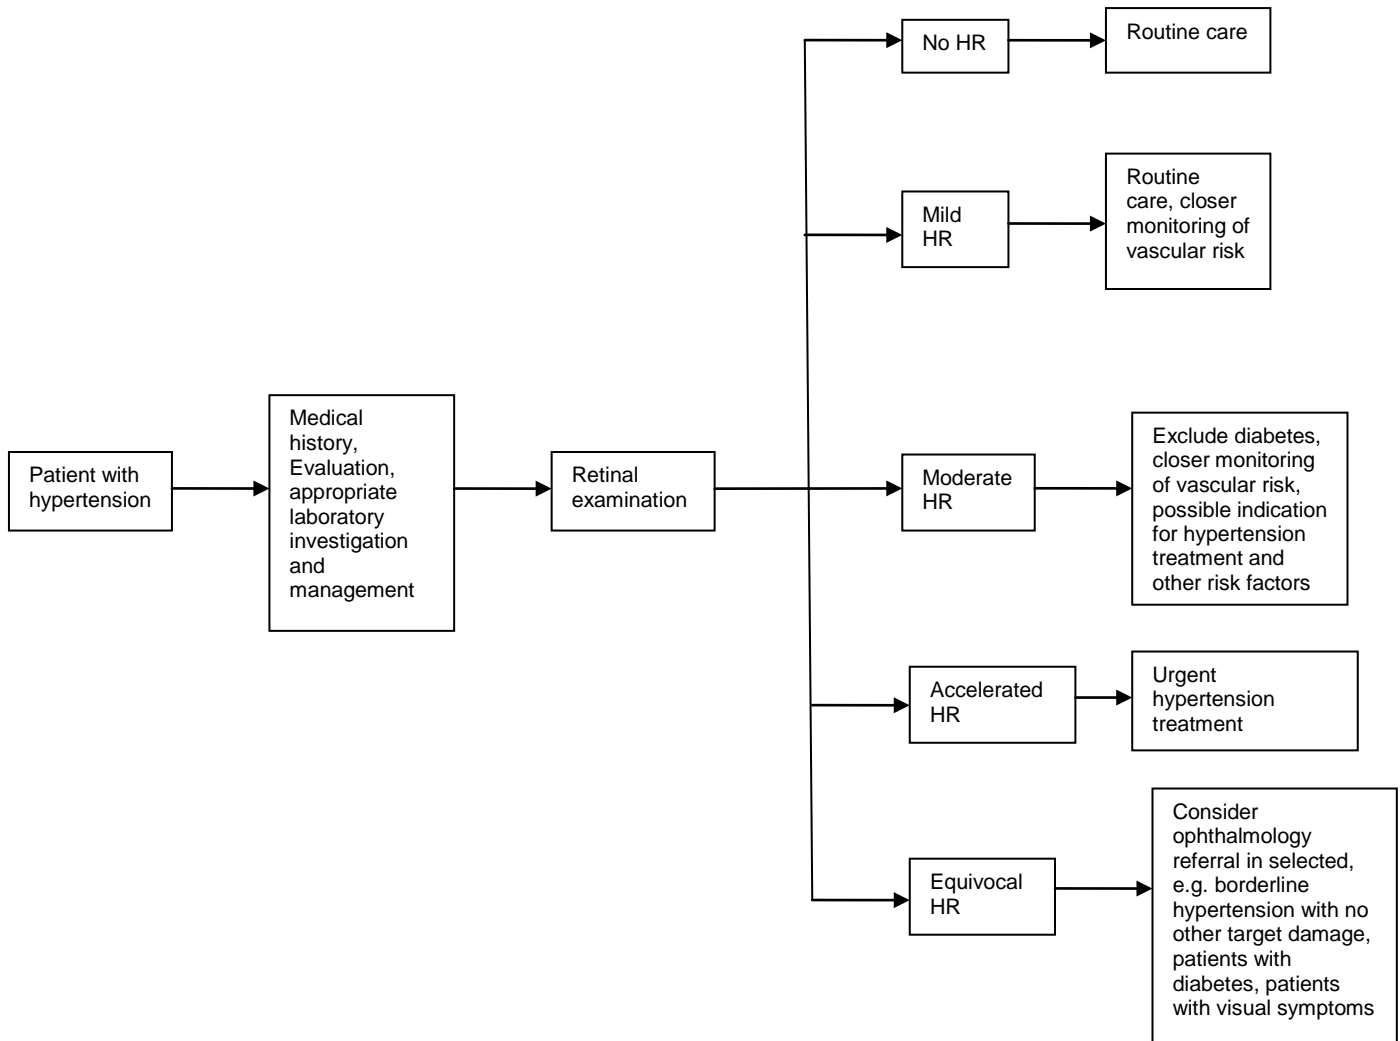 Patient with
hypertension
Medical
history,
Evaluation,
appropriate
laboratory
investigation
and
management
Retinal
examination
No HR
Routine care
Mild
HR
Routine
care, closer
monitoring of
vascular risk
Moderate
HR
Exclude diabetes,
closer monitoring
of vascular risk,
possible indication
for hypertension
treatment and
other risk factors
Accelerated
HR
Urgent
hypertension
treatment
Equivocal
HR
Consider
ophthalmology
referral in selected,
e.g. borderline
hypertension with no
other target damage,
patients with
diabetes, patients
with visual symptoms